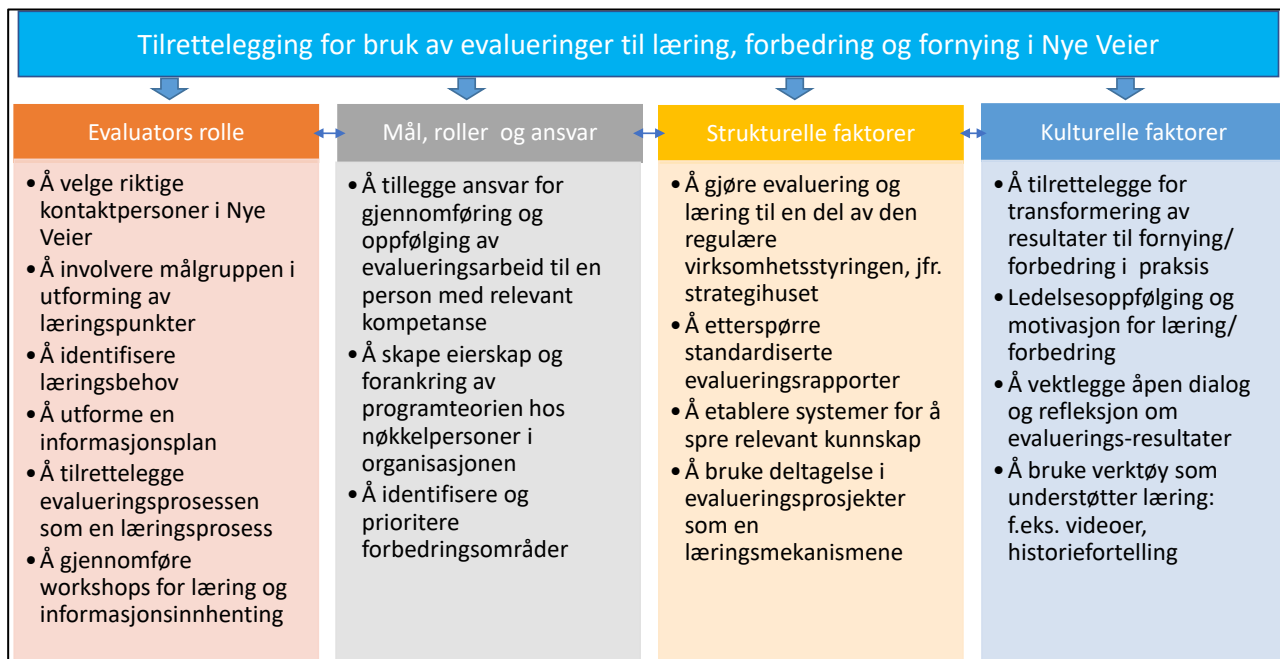 Tilrettelegging for bruk av evalueringer til læring, forbedring og fornying i Nye Veier
Evaluators rolle
• Å velge riktige
kontaktpersoner i Nye
Veier
• Å involvere målgruppen i
utforming av
læringspunkter
• Å identifisere
læringsbehov
• Å utforme en
informasjonsplan
• Å tilrettelegge
evalueringsprosessen
som en læringsprosess
• Å gjennomføre
workshops for læring og
informasjonsinnhenting
Mål, roller og ansvar
• Å tillegge ansvar for
gjennomføring og
oppfølging av
evalueringsarbeid til en
person med relevant
kompetanse
• Å skape eierskap og
forankring av
programteorien hos
nøkkelpersoner i
organisasjonen
• Å identifisere og
prioritere
forbedringsområder
Strukturelle faktorer
• Å gjøre evaluering og
læring til en del av den
regulære
virksomhetsstyringen, jfr.
strategihuset
• Å etterspørre
standardiserte
evalueringsrapporter
• Å etablere systemer for å
spre relevant kunnskap
• Å bruke deltagelse i
evalueringsprosjekter
som en
læringsmekanismene
Kulturelle faktorer
• Å tilrettelegge for
transformering av
resultater til fornying/
forbedring i praksis
• Ledelsesoppfølging og
motivasjon for læring/
forbedring
• Å vektlegge åpen dialog
og refleksjon om
evaluerings-resultater
• Å bruke verktøy som
understøtter læring:
f.eks. videoer,
historiefortelling